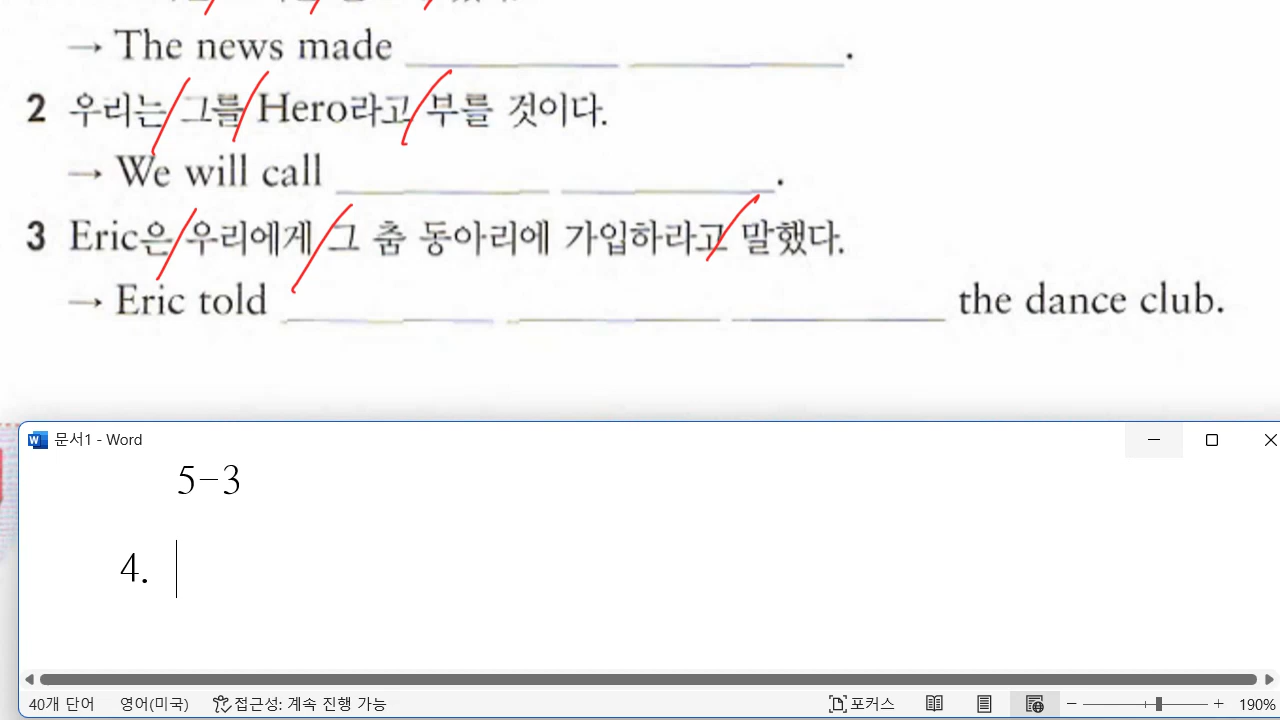 → The news made ________ ________.
2 우리는 그를 Hero라고 부를 것이다.
→ We will call ________ ________.
3 Eric은 우리에게 그 춤 동아리에 가입하라고 말했다.
→ Eric told ________ ________ ________ the dance club.
문서1 - Word
5-3
4.
40개 단어 영어(미국) 접근성: 계속 진행 가능 포커스 190%